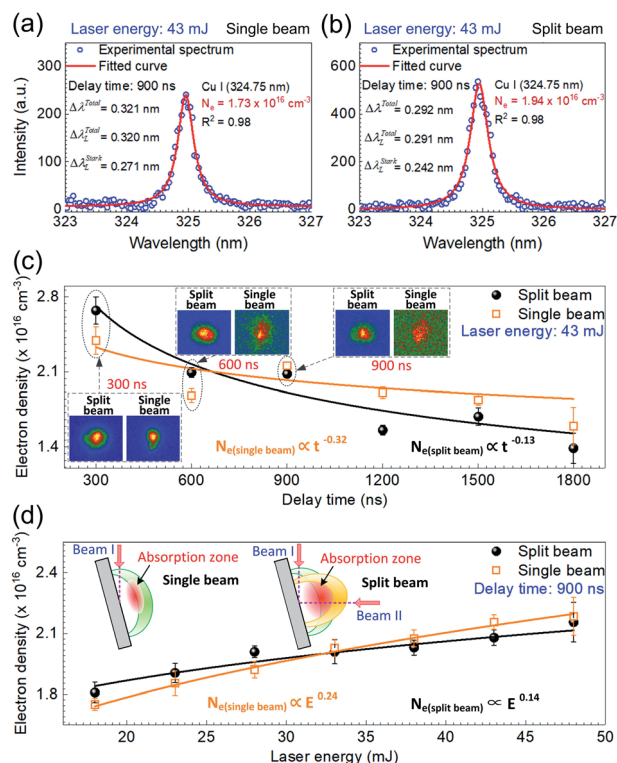 (a) Laser energy: 43 mJ Single beam
Experimental spectrum
Fitted curve
Delay time: 900 ns
Δλ^Total = 0.321 nm
Δλ_L^Total = 0.320 nm
Δλ_L^Stark = 0.271 nm
Cu I (324.75 nm)
N_e = 1.73 x 10^16 cm^-3
R^2 = 0.98
Intensity (a.u.)
300
200
100
0
323 325 327
Wavelength (nm)
(b) Laser energy: 43 mJ Split beam
Experimental spectrum
Fitted curve
Delay time: 900 ns
Δλ^Total = 0.292 nm
Δλ_L^Total = 0.291 nm
Δλ_L^Stark = 0.242 nm
Cu I (324.75 nm)
N_e = 1.94 x 10^16 cm^-3
R^2 = 0.98
600
400
200
0
323 325 327
Wavelength (nm)
(c)
Electron density (x 10^16 cm^-3)
2.8
2.1
1.4
Split beam
Single beam
Laser energy: 43 mJ
Split beam
Single beam
600 ns
Split beam
Single beam
900 ns
300 ns
Split beam
Single beam
N_e(single beam) ∝ t^-0.32
N_e(split beam) ∝ t^-0.13
300 600 900 1200 1500 1800
Delay time (ns)
(d)
Electron density (x 10^16 cm^-3)
2.4
2.1
1.8
Beam I
Absorption zone
Single beam
Beam I
Absorption zone
Split beam
Beam II
Split beam
Single beam
Delay time: 900 ns
N_e(single beam) ∝ E^0.24
N_e(split beam) ∝ E^0.14
20 30 40 50
Laser energy (mJ)